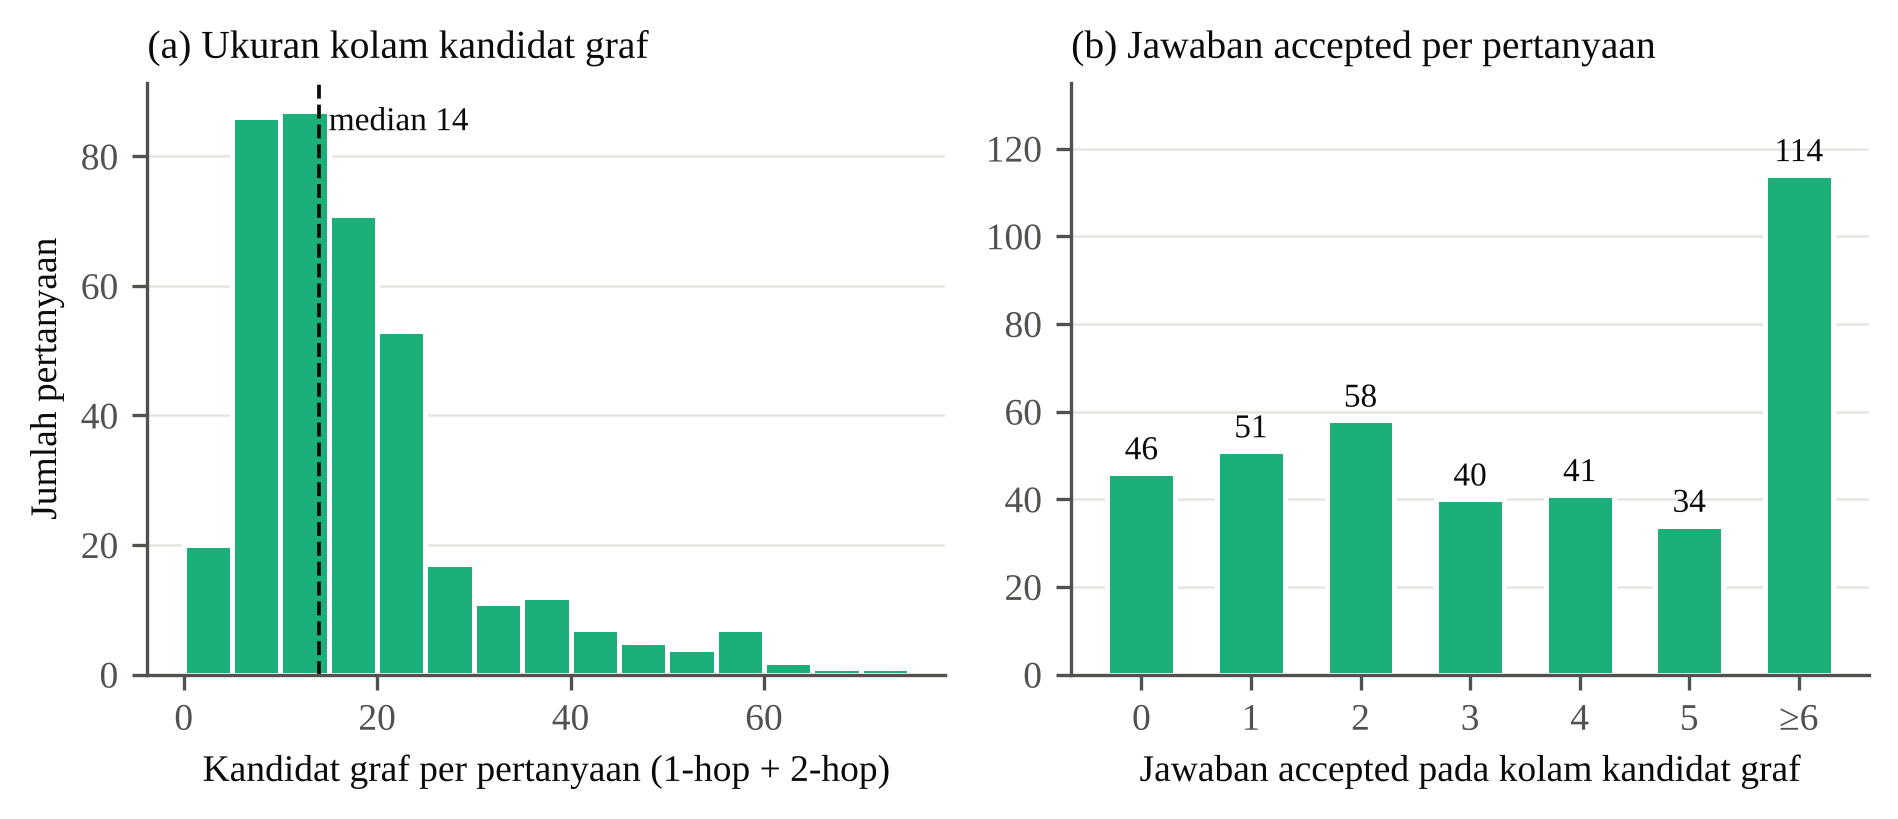 (a) Ukuran kolam kandidat graf
median 14
80
60
40
20
0
Jumlah pertanyaan
0 20 40 60
Kandidat graf per pertanyaan (1-hop + 2-hop)
(b) Jawaban accepted per pertanyaan
120
100
80
60
40
20
0
46 51 58 40 41 34 114
0 1 2 3 4 5 ≥6
Jawaban accepted pada kolam kandidat graf